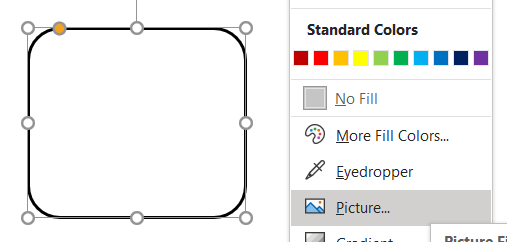 Standard Colors
No Fill
More Fill Colors...
Eyedropper
Picture...